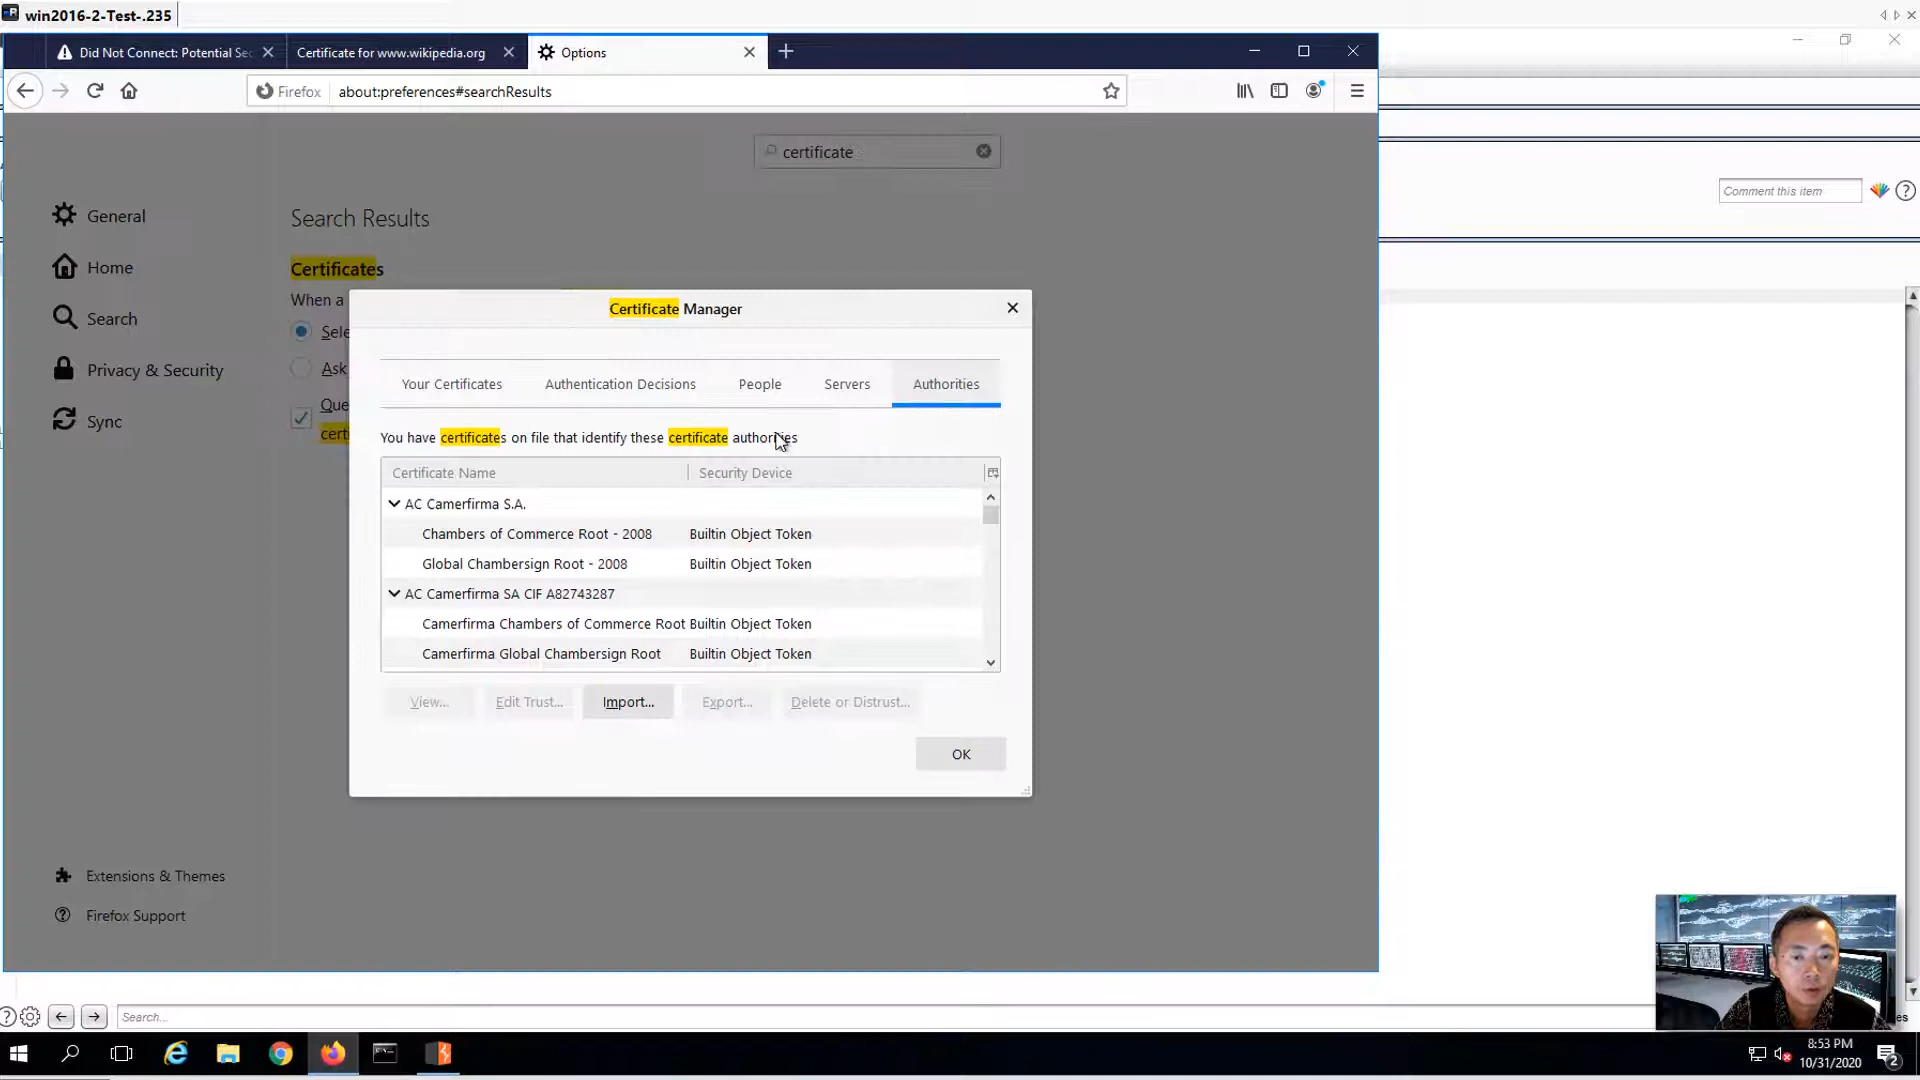 win2016-2-Test-.235
Did Not Connect: Potential Sec
Certificate for www.wikipedia.org
Options
Firefox
about:preferences#searchResults
certificate
Comment this item
General
Home
Search
Privacy & Security
Sync
Search Results
Certificates
When a
Sele
Ask
Que
certi
Certificate Manager
Your Certificates
Authentication Decisions
People
Servers
Authorities
You have certificates on file that identify these certificate authorities
Certificate Name
Security Device
AC Camerfirma S.A.
Chambers of Commerce Root - 2008
Builtin Object Token
Global Chambersign Root - 2008
Builtin Object Token
AC Camerfirma SA CIF A82743287
Camerfirma Chambers of Commerce Root
Builtin Object Token
Camerfirma Global Chambersign Root
Builtin Object Token
View...
Edit Trust...
Import...
Export...
Delete or Distrust...
OK
Extensions & Themes
Firefox Support
Search...
es
8:53 PM
10/31/2020
2